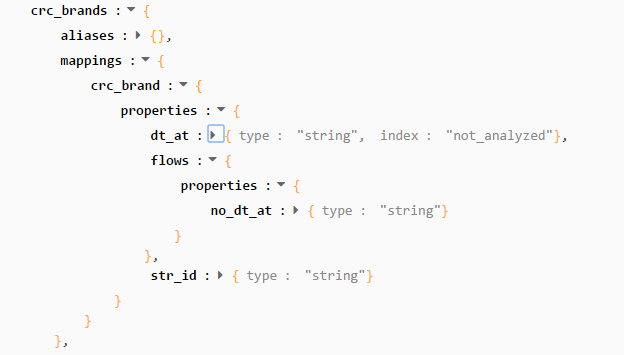 crc_brands : {
aliases : {},
mappings : {
crc_brand : {
properties : {
dt_at : { type : "string", index : "not_analyzed"},
flows : {
properties : {
no_dt_at : { type : "string"}
}
},
str_id : { type : "string"}
}
}
},